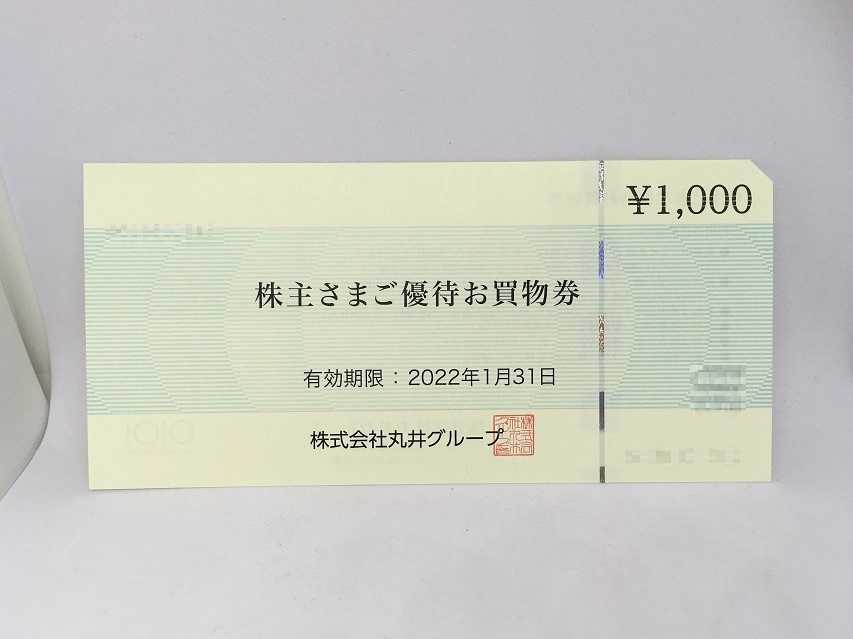 ¥1,000
株主さまご優待お買物券
有効期限：2022年1月31日
株式会社丸井グループ